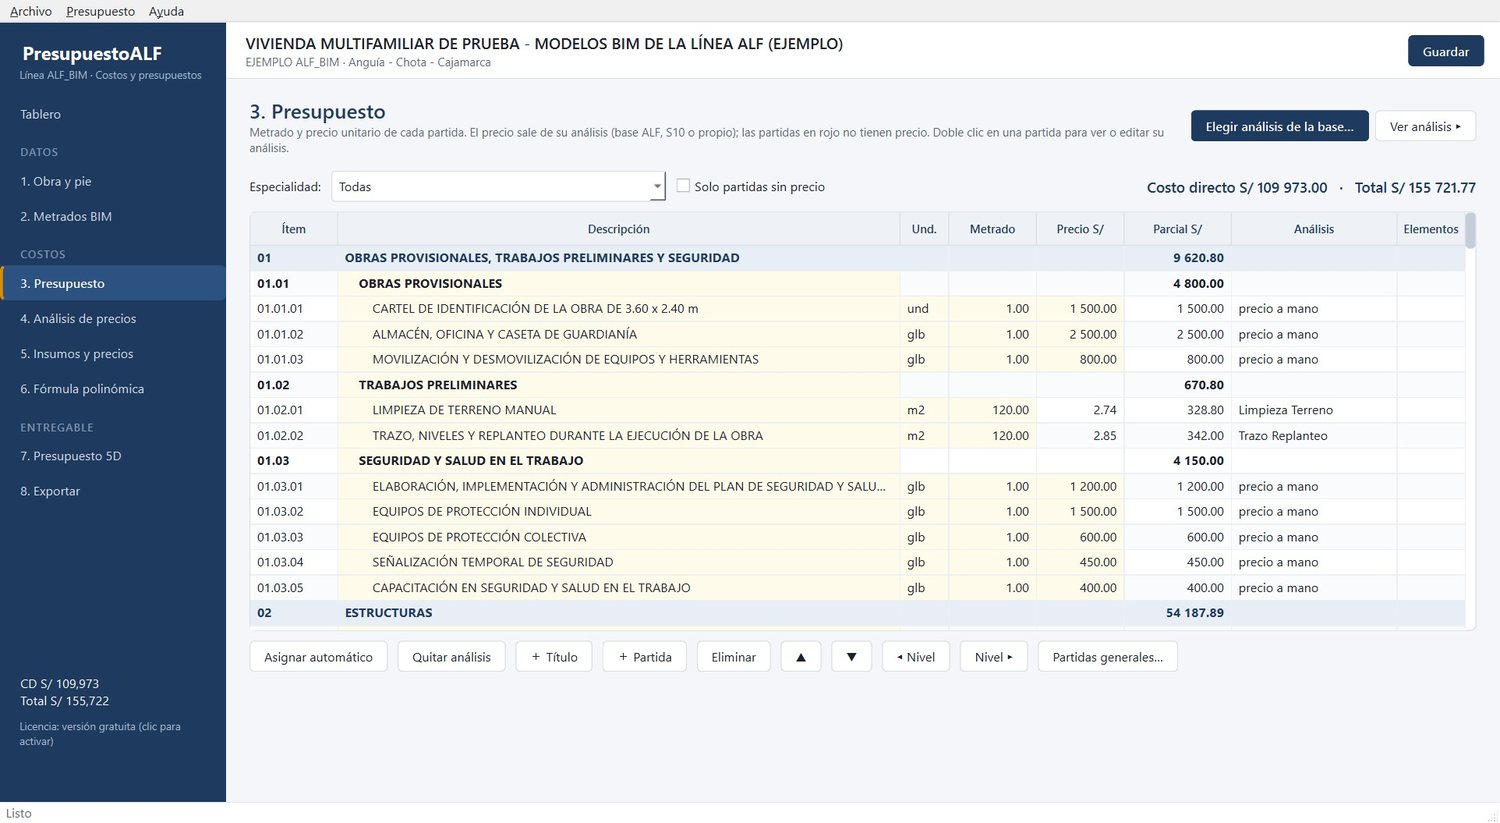 Archivo Presupuesto Ayuda
PresupuestoALF
Línea ALF_BIM · Costos y presupuestos
Tablero
DATOS
1. Obra y pie
2. Metrados BIM
COSTOS
3. Presupuesto
4. Análisis de precios
5. Insumos y precios
6. Fórmula polinómica
ENTREGABLE
7. Presupuesto 5D
8. Exportar
CD S/ 109,973
Total S/ 155,722
Licencia: versión gratuita (clic para
activar)
VIVIENDA MULTIFAMILIAR DE PRUEBA - MODELOS BIM DE LA LÍNEA ALF (EJEMPLO)
EJEMPLO ALF_BIM · Anguía - Chota - Cajamarca
Guardar
3. Presupuesto
Metrado y precio unitario de cada partida. El precio sale de su análisis (base ALF, S10 o propio); las partidas en rojo no tienen precio. Doble clic en una partida para ver o editar su
análisis.
Elegir análisis de la base... Ver análisis ▸
Especialidad: Todas Solo partidas sin precio Costo directo S/ 109 973.00 · Total S/ 155 721.77
Ítem Descripción Und. Metrado Precio S/ Parcial S/ Análisis Elementos
01 OBRAS PROVISIONALES, TRABAJOS PRELIMINARES Y SEGURIDAD 9 620.80
01.01 OBRAS PROVISIONALES 4 800.00
01.01.01 CARTEL DE IDENTIFICACIÓN DE LA OBRA DE 3.60 x 2.40 m und 1.00 1 500.00 1 500.00 precio a mano
01.01.02 ALMACÉN, OFICINA Y CASETA DE GUARDIANÍA glb 1.00 2 500.00 2 500.00 precio a mano
01.01.03 MOVILIZACIÓN Y DESMOVILIZACIÓN DE EQUIPOS Y HERRAMIENTAS glb 1.00 800.00 800.00 precio a mano
01.02 TRABAJOS PRELIMINARES 670.80
01.02.01 LIMPIEZA DE TERRENO MANUAL m2 120.00 2.74 328.80 Limpieza Terreno
01.02.02 TRAZO, NIVELES Y REPLANTEO DURANTE LA EJECUCIÓN DE LA OBRA m2 120.00 2.85 342.00 Trazo Replanteo
01.03 SEGURIDAD Y SALUD EN EL TRABAJO 4 150.00
01.03.01 ELABORACIÓN, IMPLEMENTACIÓN Y ADMINISTRACIÓN DEL PLAN DE SEGURIDAD Y SALU... glb 1.00 1 200.00 1 200.00 precio a mano
01.03.02 EQUIPOS DE PROTECCIÓN INDIVIDUAL glb 1.00 1 500.00 1 500.00 precio a mano
01.03.03 EQUIPOS DE PROTECCIÓN COLECTIVA glb 1.00 600.00 600.00 precio a mano
01.03.04 SEÑALIZACIÓN TEMPORAL DE SEGURIDAD glb 1.00 450.00 450.00 precio a mano
01.03.05 CAPACITACIÓN EN SEGURIDAD Y SALUD EN EL TRABAJO glb 1.00 400.00 400.00 precio a mano
02 ESTRUCTURAS 54 187.89
Asignar automático Quitar análisis + Título + Partida Eliminar ▲ ▼ ◂ Nivel Nivel ▸ Partidas generales...
Listo